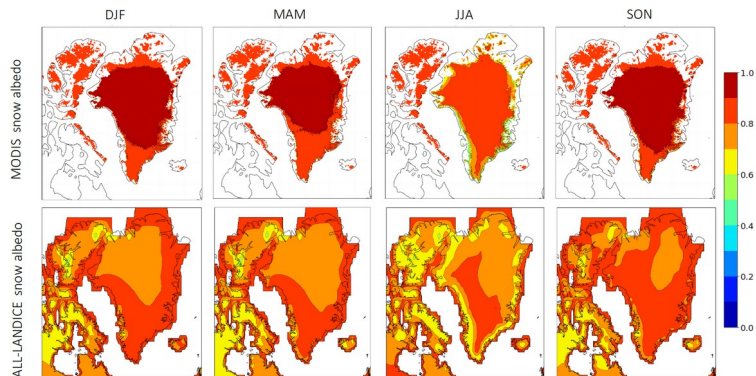 DJF
MAM
JJA
SON
MODIS snow albedo
ALL-LANDICE snow albedo
1.0
0.8
0.6
0.4
0.2
0.0